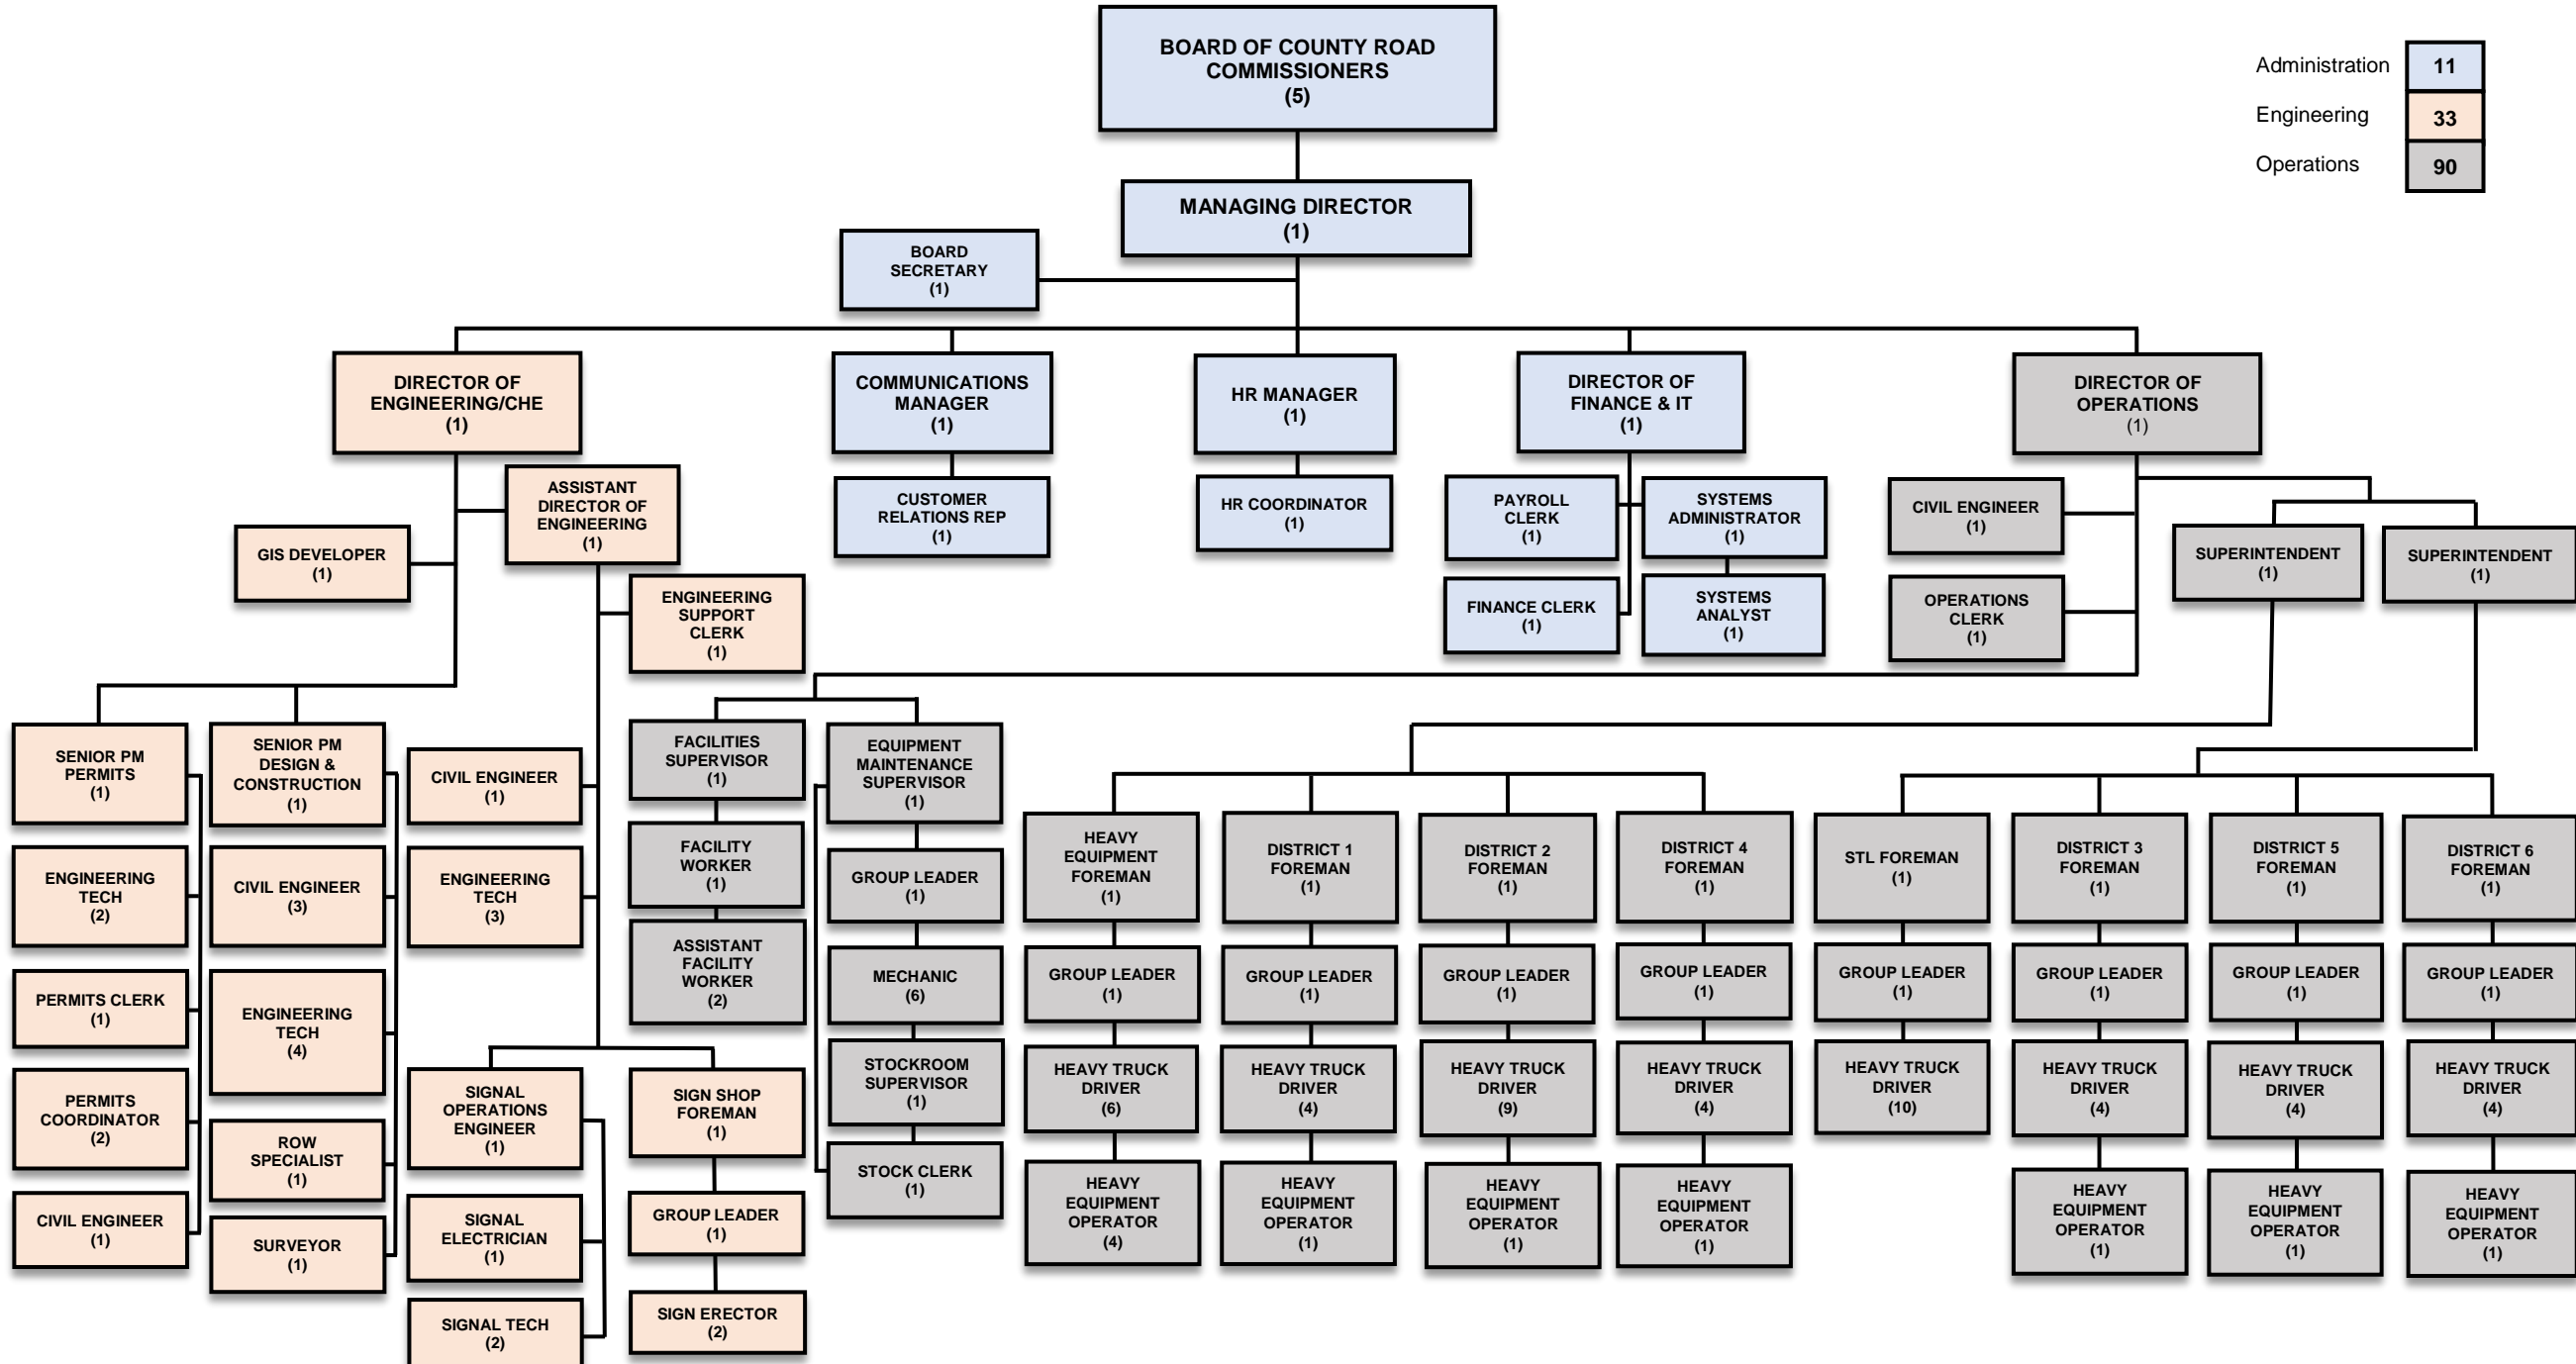 BOARD OF COUNTY ROAD
COMMISSIONERS
(5)
Administration
11
Engineering
33
Operations
90
MANAGING DIRECTOR
(1)
BOARD
SECRETARY
(1)
DIRECTOR OF
ENGINEERING/CHE
(1)
COMMUNICATIONS
MANAGER
(1)
HR MANAGER
(1)
DIRECTOR OF
FINANCE & IT
(1)
DIRECTOR OF
OPERATIONS
(1)
ASSISTANT
DIRECTOR OF
ENGINEERING
(1)
GIS DEVELOPER
(1)
ENGINEERING
SUPPORT
CLERK
(1)
CUSTOMER
RELATIONS REP
(1)
HR COORDINATOR
(1)
PAYROLL
CLERK
(1)
SYSTEMS
ADMINISTRATOR
(1)
FINANCE CLERK
(1)
SYSTEMS
ANALYST
(1)
CIVIL ENGINEER
(1)
OPERATIONS
CLERK
(1)
SUPERINTENDENT
(1)
SUPERINTENDENT
(1)
SENIOR PM
PERMITS
(1)
ENGINEERING
TECH
(2)
PERMITS CLERK
(1)
PERMITS
COORDINATOR
(2)
CIVIL ENGINEER
(1)
SENIOR PM
DESIGN &
CONSTRUCTION
(1)
CIVIL ENGINEER
(3)
ENGINEERING
TECH
(4)
ROW
SPECIALIST
(1)
SURVEYOR
(1)
CIVIL ENGINEER
(1)
ENGINEERING
TECH
(3)
SIGNAL
OPERATIONS
ENGINEER
(1)
SIGNAL
ELECTRICIAN
(1)
SIGNAL TECH
(2)
SIGN SHOP
FOREMAN
(1)
GROUP LEADER
(1)
SIGN ERECTOR
(2)
FACILITIES
SUPERVISOR
(1)
FACILITY
WORKER
(1)
ASSISTANT
FACILITY
WORKER
(2)
EQUIPMENT
MAINTENANCE
SUPERVISOR
(1)
GROUP LEADER
(1)
MECHANIC
(6)
STOCKROOM
SUPERVISOR
(1)
STOCK CLERK
(1)
HEAVY
EQUIPMENT
FOREMAN
(1)
GROUP LEADER
(1)
HEAVY TRUCK
DRIVER
(6)
HEAVY
EQUIPMENT
OPERATOR
(4)
DISTRICT 1
FOREMAN
(1)
GROUP LEADER
(1)
HEAVY TRUCK
DRIVER
(4)
HEAVY
EQUIPMENT
OPERATOR
(1)
DISTRICT 2
FOREMAN
(1)
GROUP LEADER
(1)
HEAVY TRUCK
DRIVER
(9)
HEAVY
EQUIPMENT
OPERATOR
(1)
DISTRICT 4
FOREMAN
(1)
GROUP LEADER
(1)
HEAVY TRUCK
DRIVER
(4)
HEAVY
EQUIPMENT
OPERATOR
(1)
STL FOREMAN
(1)
GROUP LEADER
(1)
HEAVY TRUCK
DRIVER
(10)
DISTRICT 3
FOREMAN
(1)
GROUP LEADER
(1)
HEAVY TRUCK
DRIVER
(4)
HEAVY
EQUIPMENT
OPERATOR
(1)
DISTRICT 5
FOREMAN
(1)
GROUP LEADER
(1)
HEAVY TRUCK
DRIVER
(4)
HEAVY
EQUIPMENT
OPERATOR
(1)
DISTRICT 6
FOREMAN
(1)
GROUP LEADER
(1)
HEAVY TRUCK
DRIVER
(4)
HEAVY
EQUIPMENT
OPERATOR
(1)